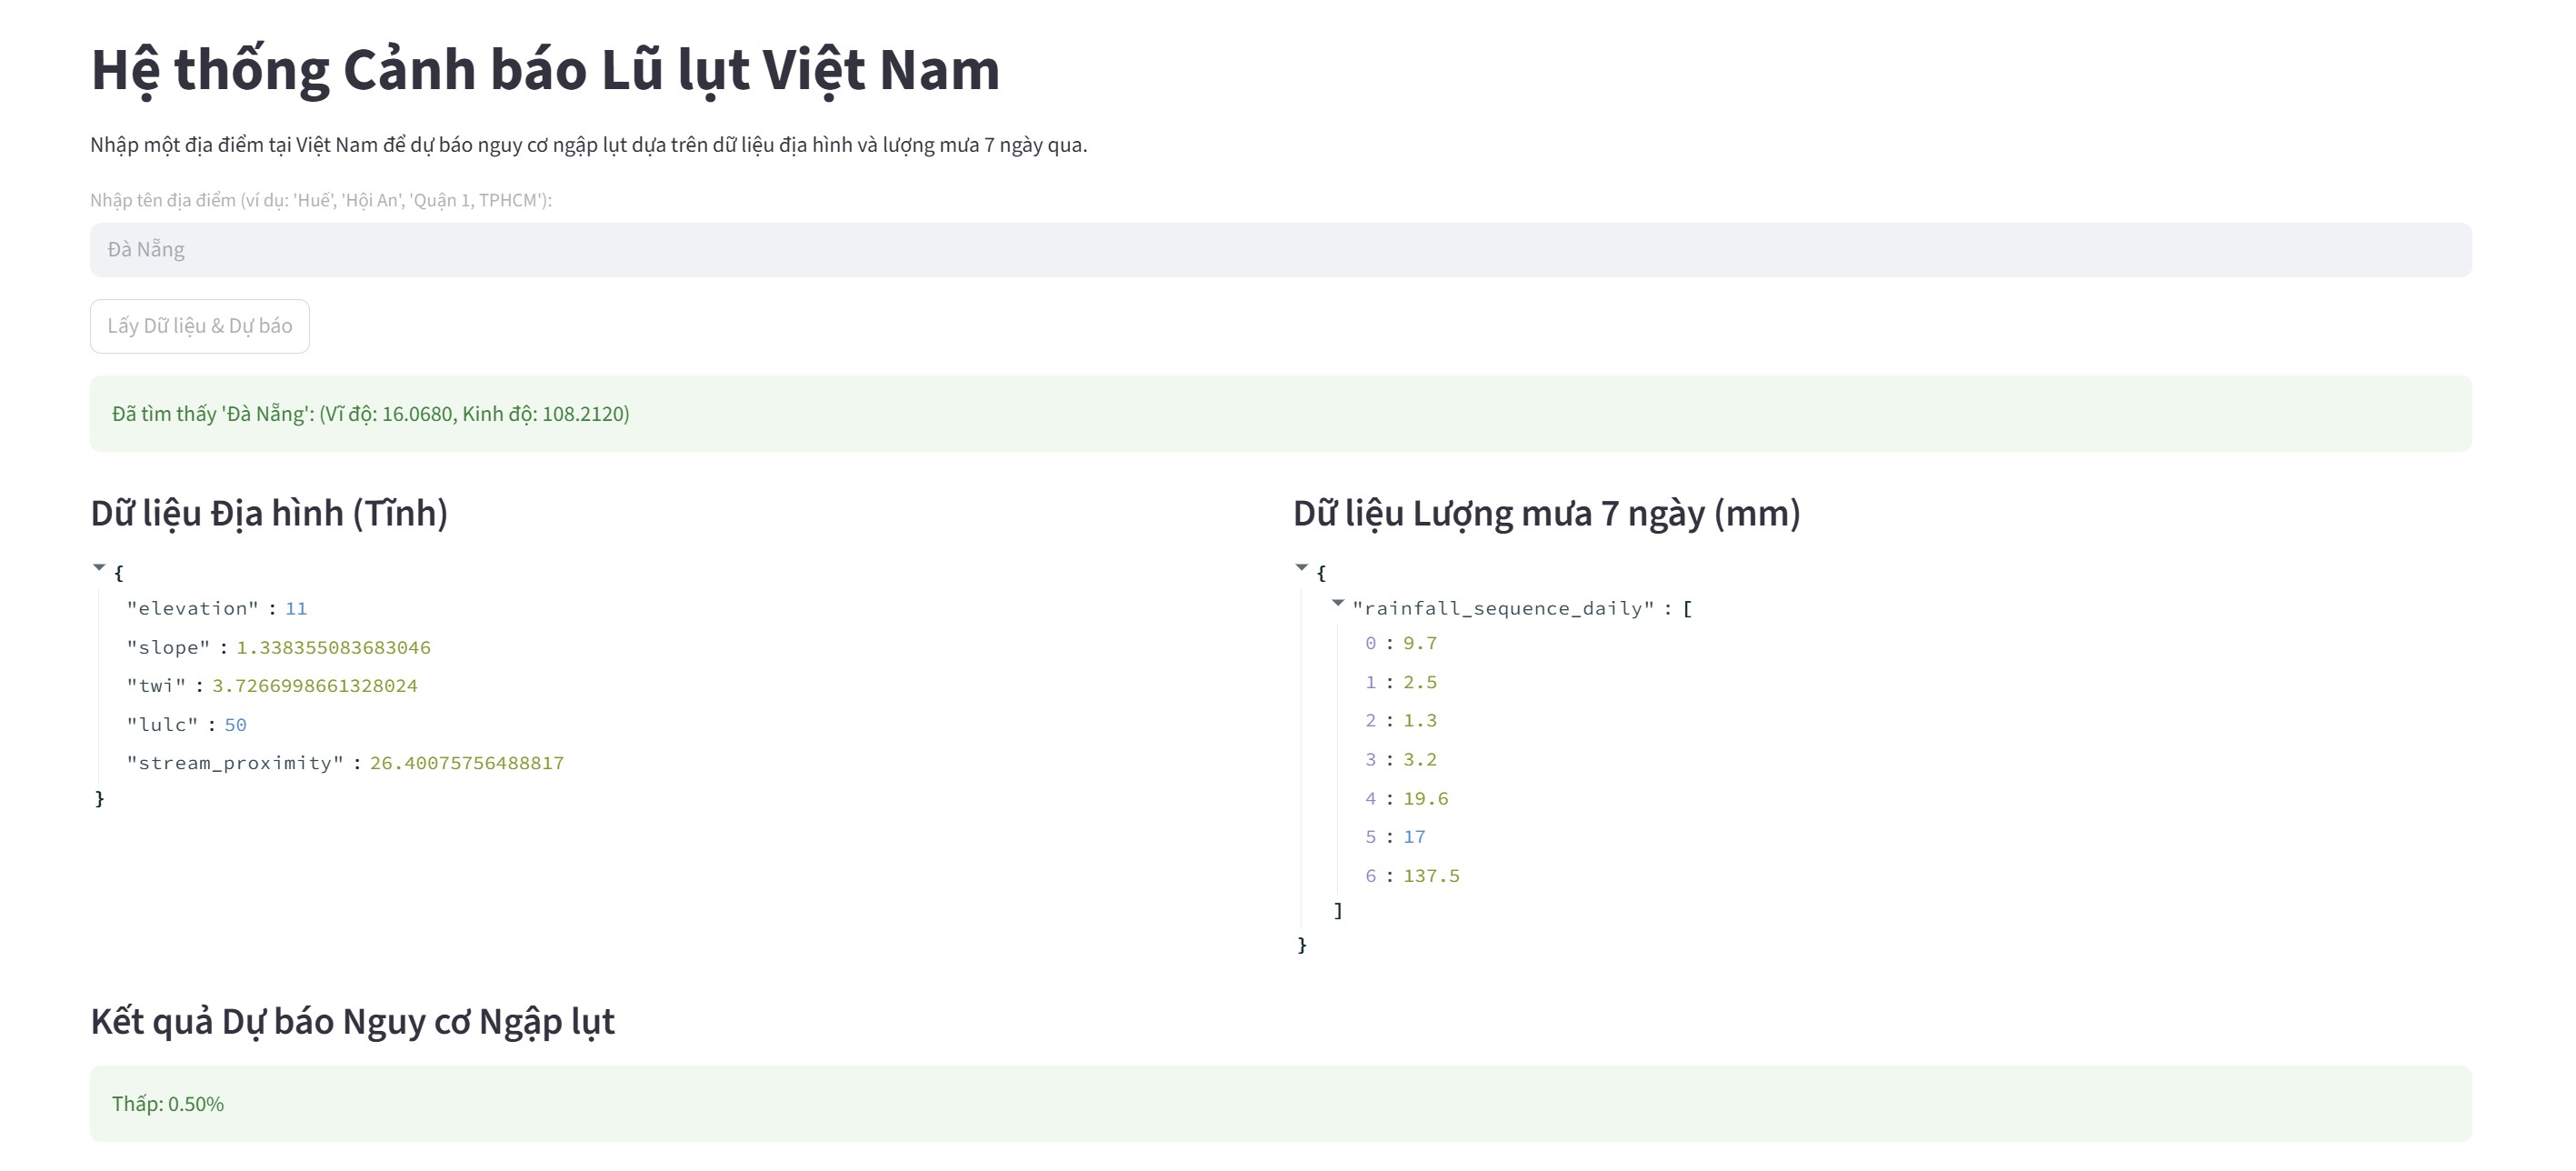 Hệ thống Cảnh báo Lũ lụt Việt Nam
Nhập một địa điểm tại Việt Nam để dự báo nguy cơ ngập lụt dựa trên dữ liệu địa hình và lượng mưa 7 ngày qua.
Nhập tên địa điểm (ví dụ: 'Huế', 'Hội An', 'Quận 1, TPHCM'):
Đà Nẵng
Lấy Dữ liệu & Dự báo
Đã tìm thấy 'Đà Nẵng': (Vĩ độ: 16.0680, Kinh độ: 108.2120)
Dữ liệu Địa hình (Tĩnh)
{
"elevation" : 11
"slope" : 1.338355083683046
"twi" : 3.7266998661328024
"lulc" : 50
"stream_proximity" : 26.40075756488817
}
Dữ liệu Lượng mưa 7 ngày (mm)
{
"rainfall_sequence_daily" : [
0 : 9.7
1 : 2.5
2 : 1.3
3 : 3.2
4 : 19.6
5 : 17
6 : 137.5
]
}
Kết quả Dự báo Nguy cơ Ngập lụt
Thấp: 0.50%